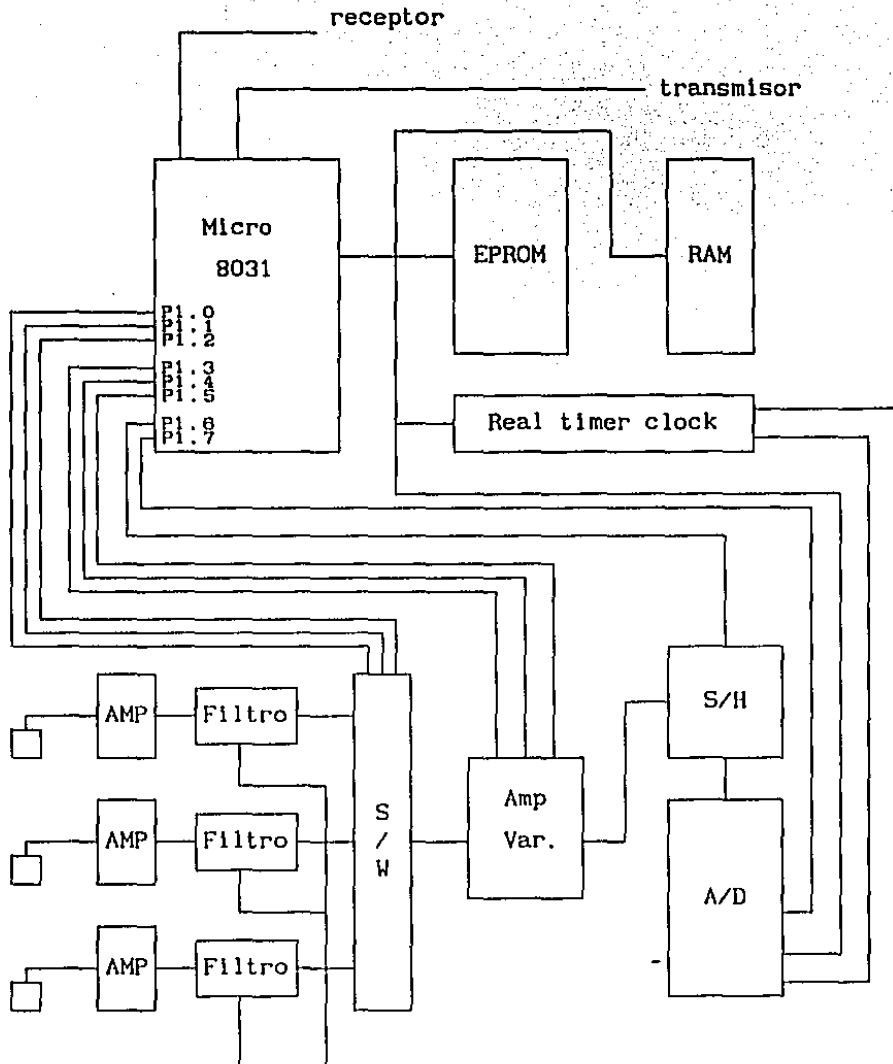 receptor
transmisor
Micro
8031
EPROM
RAM
P1.0
P1.1
P1.2
P1.3
P1.4
P1.5
P1.6
P1.7
Real timer clock
AMP
Filtro
S/H
S
/
W
Amp
Var.
AMP
Filtro
A/D
AMP
Filtro